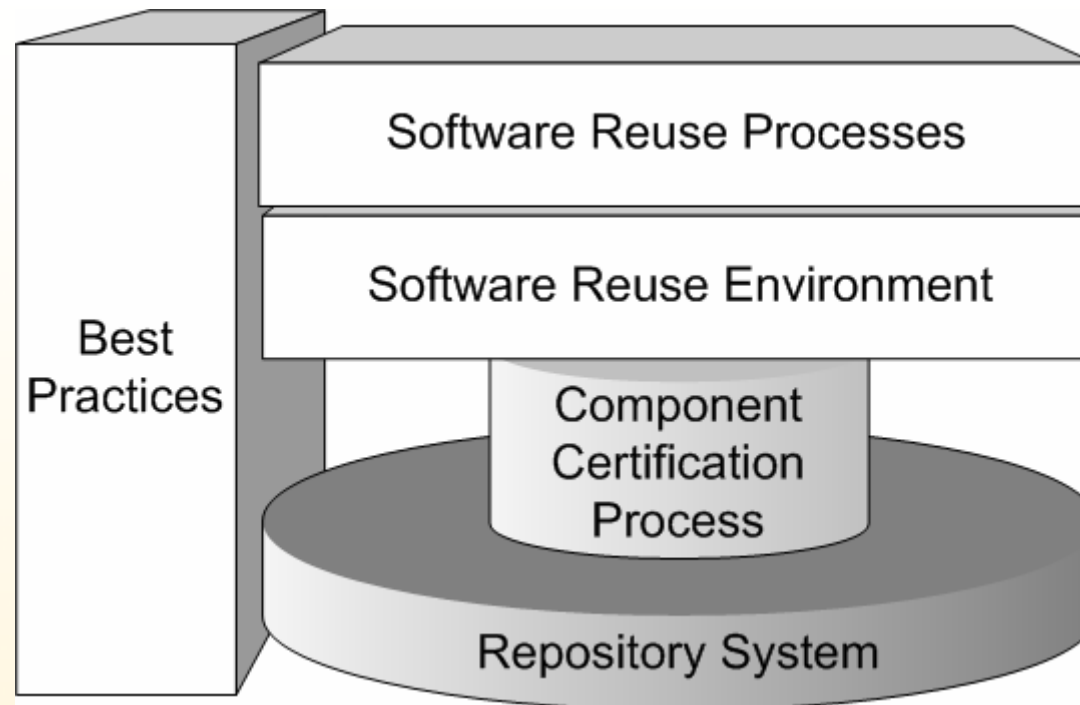 Software Reuse Processes
Software Reuse Environment
Best
Practices
Component
Certification
Process
Repository System